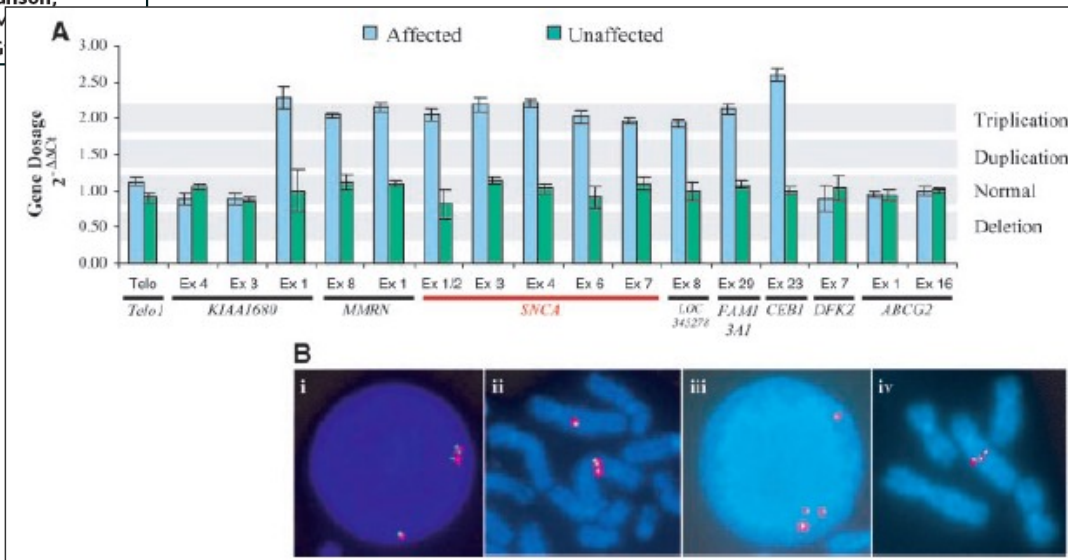 A
Affected Unaffected
3.00
2.50
2.00
1.50
1.00
0.50
0.00
Gene Dosage
2^-ΔΔCt
Triplication
Duplication
Normal
Deletion
Telo Ex 4 Ex 3 Ex 1 Ex 8 Ex 1 Ex 1/2 Ex 3 Ex 4 Ex 6 Ex 7 Ex 8 Ex 29 Ex 23 Ex 7 Ex 1 Ex 16
Telo1 KIAA1680 MMRN SNCA LOC 345278 FAM1 3A1 CEB1 DFKZ ABCG2
B
i ii iii iv